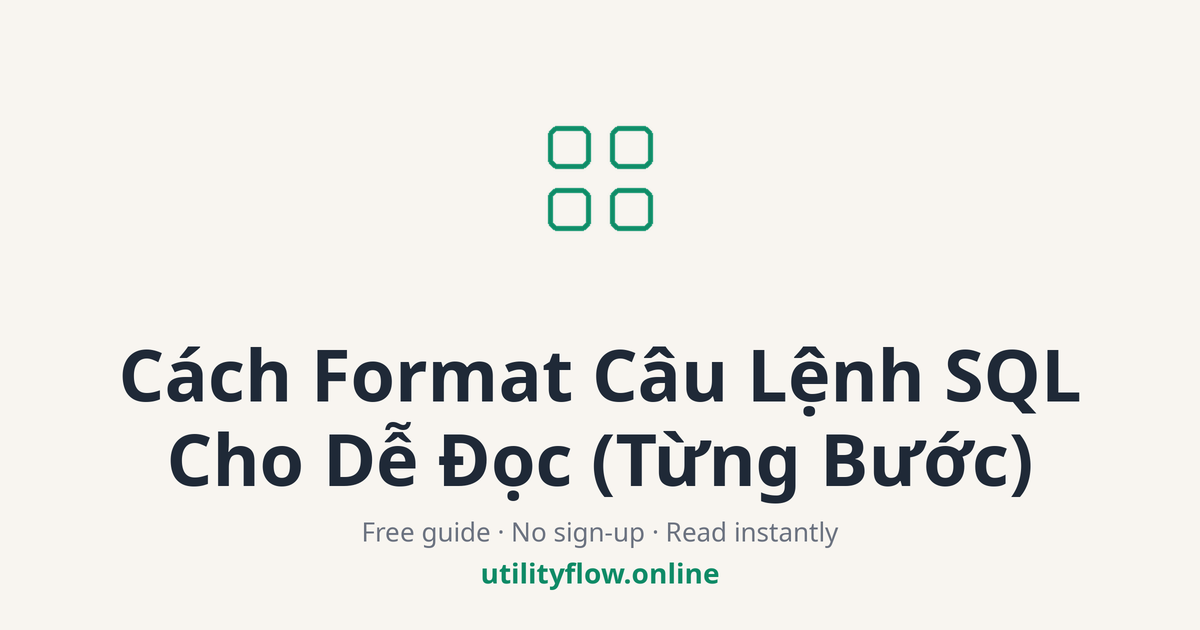 Cách Format Câu Lệnh SQL
Cho Dễ Đọc (Từng Bước)
Free guide · No sign-up · Read instantly
utilityflow.online